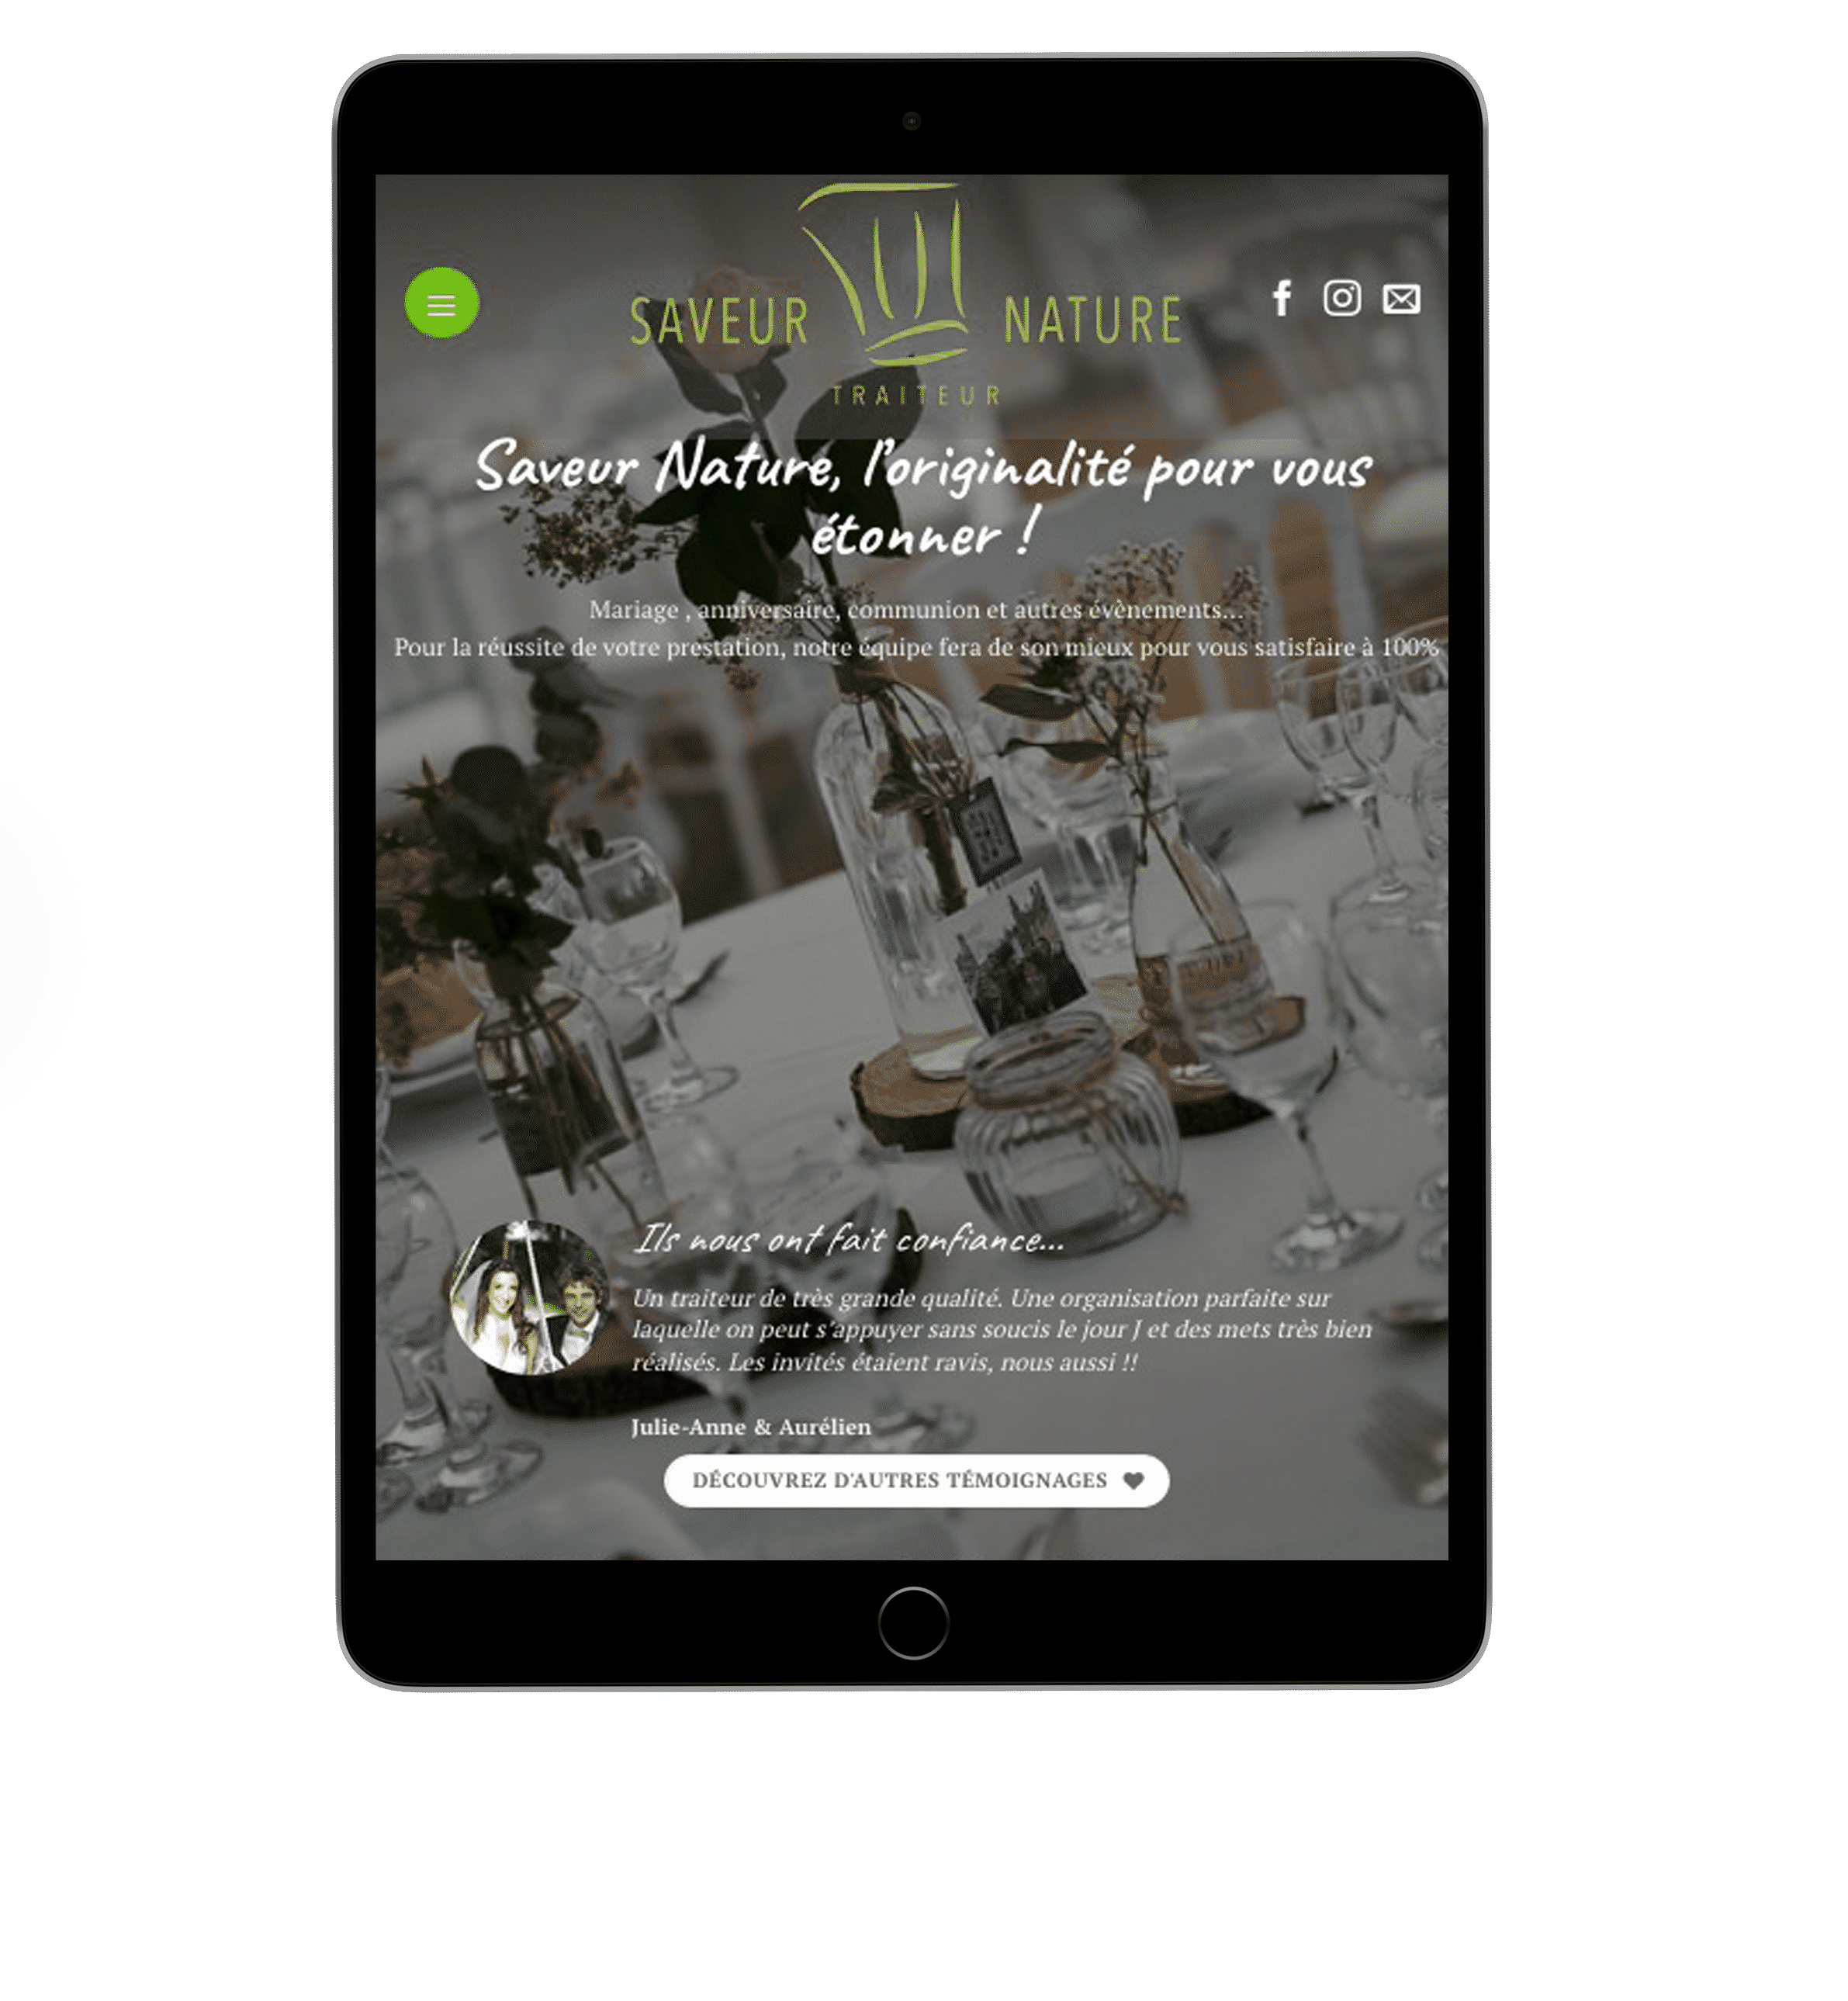 SAVEUR NATURE
TRAITEUR
Saveur Nature, l'originalité pour vous
étonner !
Mariage , anniversaire, communion et autres évènements...
Pour la réussite de votre prestation, notre équipe fera de son mieux pour vous satisfaire à 100%
Ils nous ont fait confiance...
Un traiteur de très grande qualité. Une organisation parfaite sur
laquelle on peut s'appuyer sans soucis le jour J et des mets très bien
réalisés. Les invités étaient ravis, nous aussi !!
Julie-Anne & Aurélien
DÉCOUVREZ D'AUTRES TÉMOIGNAGES